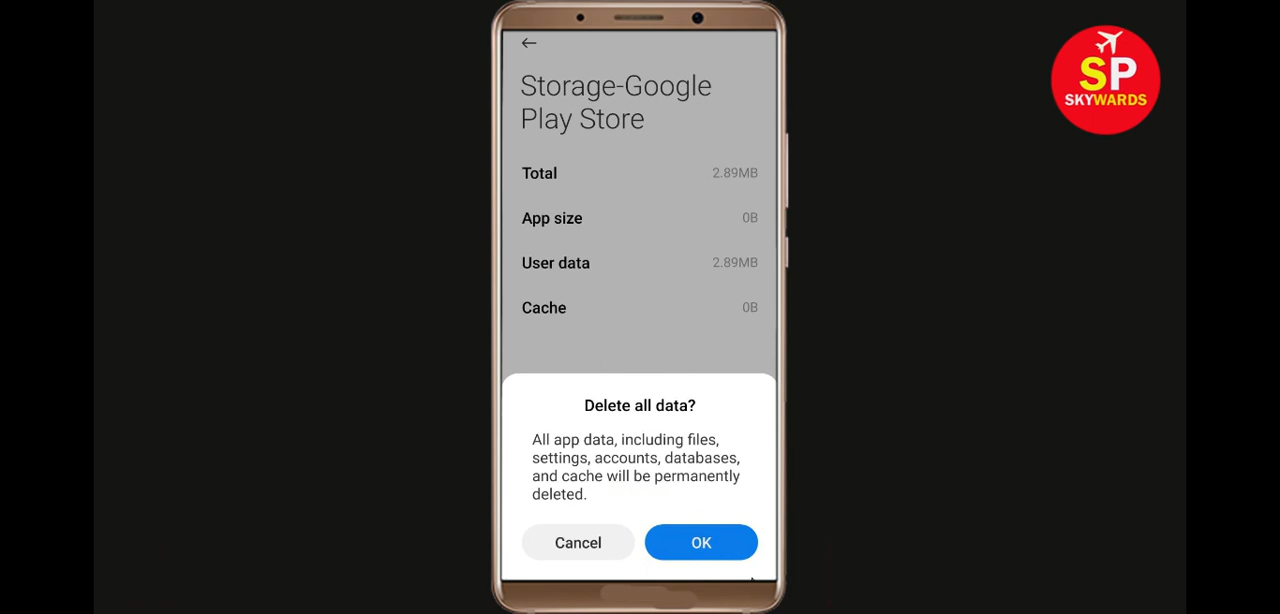 Storage-Google
Play Store
Total 2.89MB
App size 0B
User data 2.89MB
Cache 0B
Delete all data?
All app data, including files,
settings, accounts, databases,
and cache will be permanently
deleted.
Cancel OK
SP
SKYWARDS